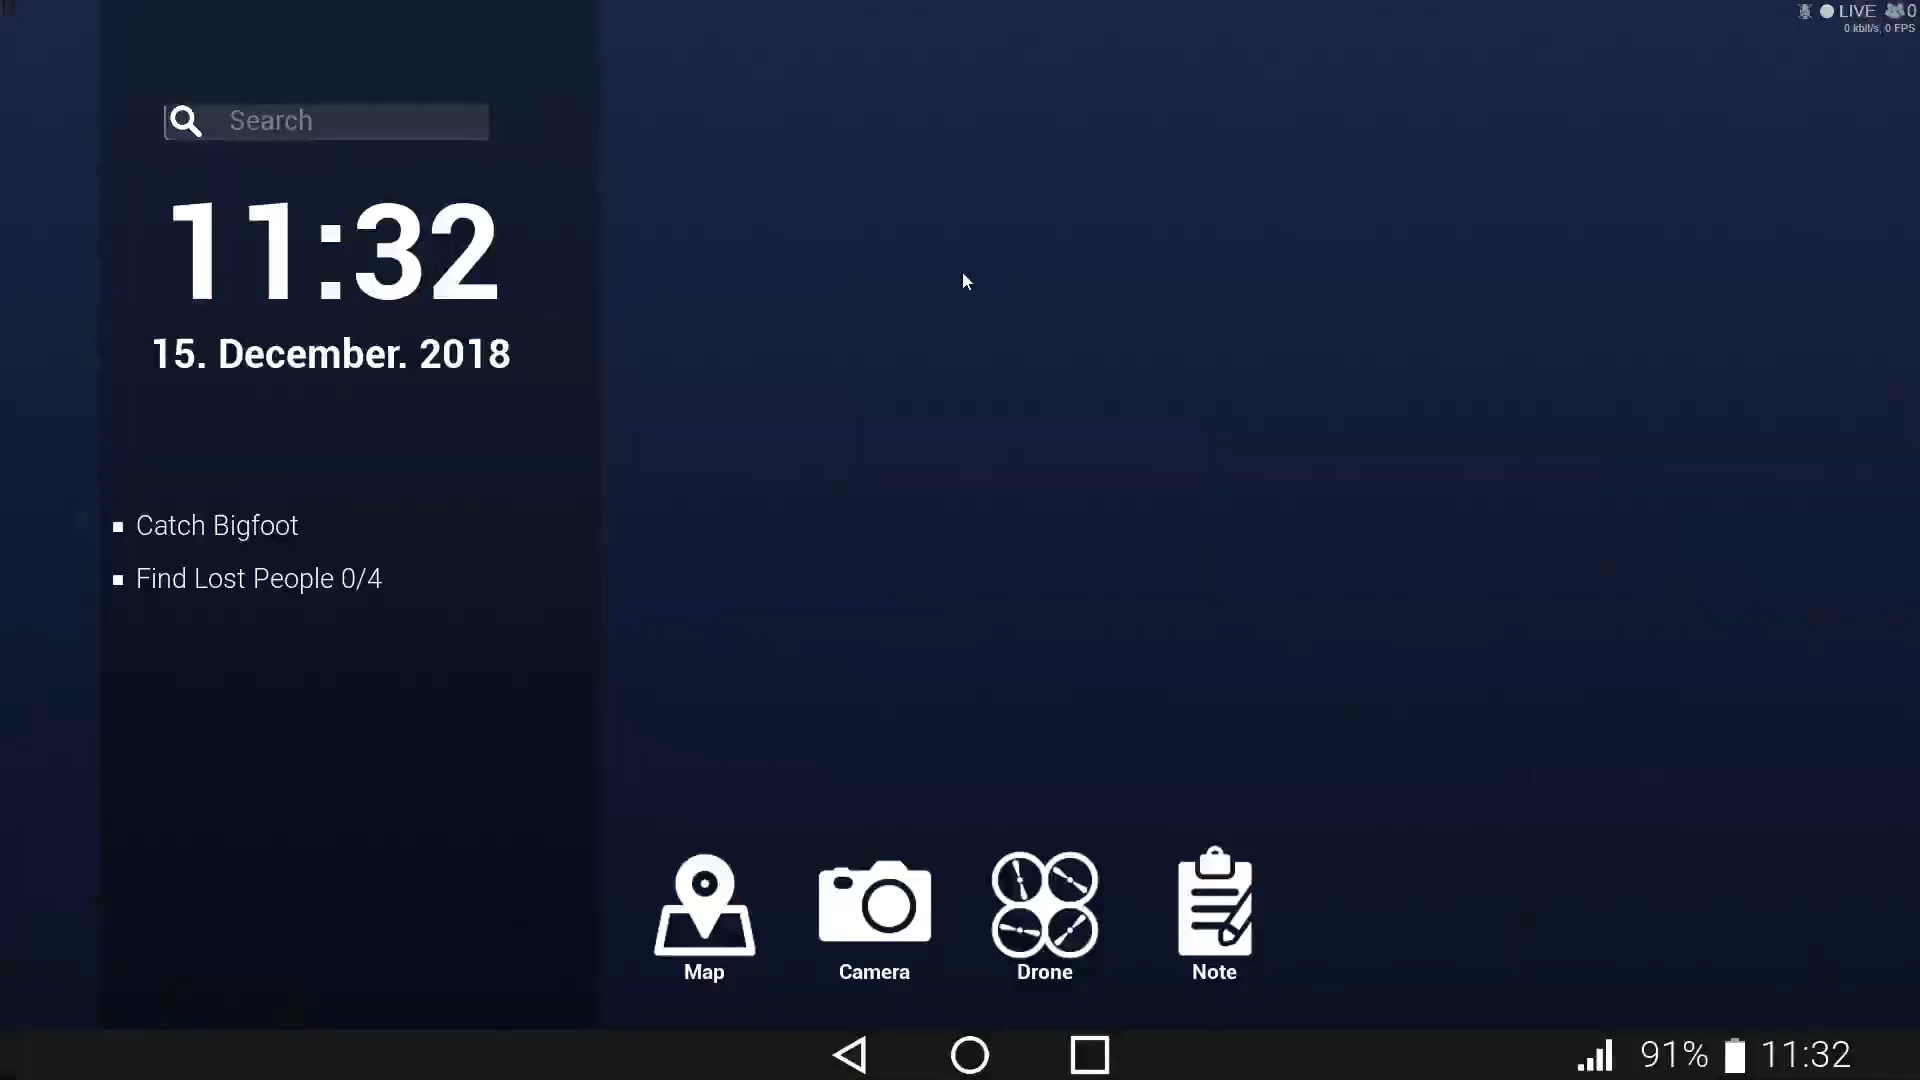 LIVE 0
0 kbit/s, 0 FPS
Search
11:32
15. December. 2018
Catch Bigfoot
Find Lost People 0/4
Map
Camera
Drone
Note
91% 11:32